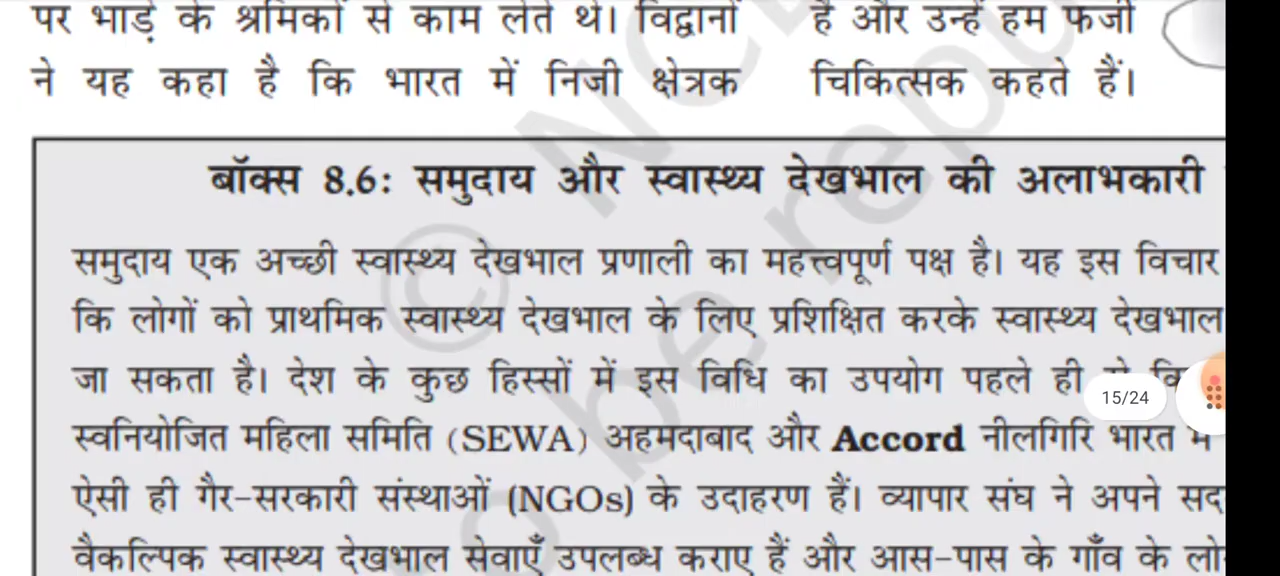 पर भाड़े के श्रमिकों से काम लेते थे। विद्वानों
ने यह कहा है कि भारत में निजी क्षेत्रक
है और उन्हें हम फर्जी
चिकित्सक कहते हैं।
बॉक्स 8.6: समुदाय और स्वास्थ्य देखभाल की अलाभकारी
समुदाय एक अच्छी स्वास्थ्य देखभाल प्रणाली का महत्त्वपूर्ण पक्ष है। यह इस विचार
कि लोगों को प्राथमिक स्वास्थ्य देखभाल के लिए प्रशिक्षित करके स्वास्थ्य देखभाल
जा सकता है। देश के कुछ हिस्सों में इस विधि का उपयोग पहले ही
15/24
स्वनियोजित महिला समिति (SEWA) अहमदाबाद और Accord नीलगिरि भारत में
ऐसी ही गैर-सरकारी संस्थाओं (NGOs) के उदाहरण हैं। व्यापार संघ ने अपने
वैकल्पिक स्वास्थ्य देखभाल सेवाएँ उपलब्ध कराए हैं और आस-पास के गाँव के